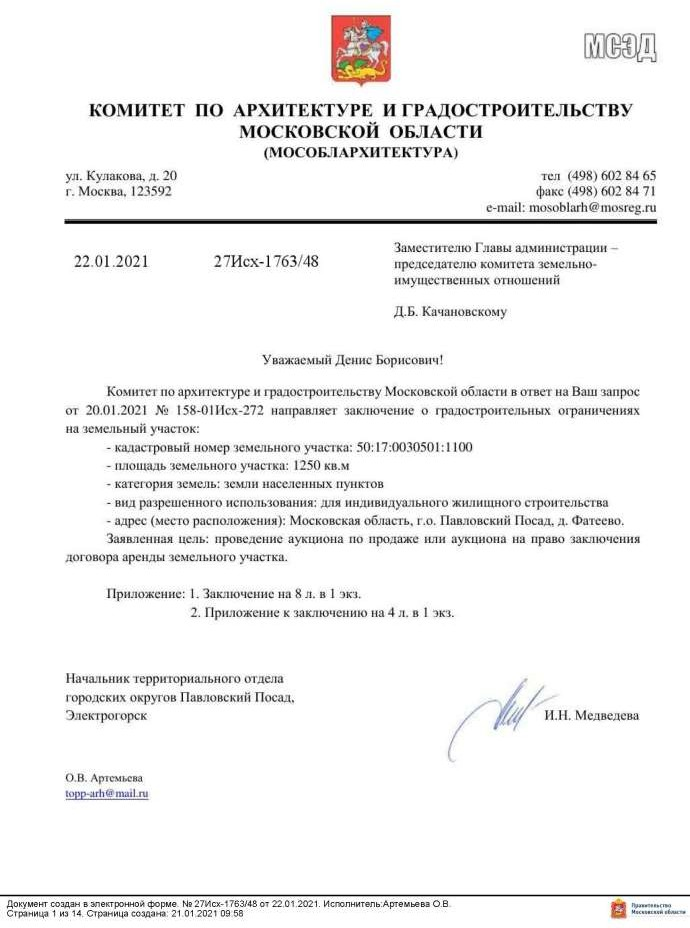 МСЭД
КОМИТЕТ ПО АРХИТЕКТУРЕ И ГРАДОСТРОИТЕЛЬСТВУ
МОСКОВСКОЙ ОБЛАСТИ
(МОСОБЛАРХИТЕКТУРА)
ул. Кулакова, д. 20
г. Москва, 123592
тел (498) 602 84 65
факс (498) 602 84 71
e-mail: mosoblarh@mosreg.ru
22.01.2021
27Исх-1763/48
Заместителю Главы администрации –
председателю комитета земельно-
имущественных отношений
Д.Б. Качановскому
Уважаемый Денис Борисович!
Комитет по архитектуре и градостроительству Московской области в ответ на Ваш запрос
от 20.01.2021 № 158-01Исх-272 направляет заключение о градостроительных ограничениях
на земельный участок:
- кадастровый номер земельного участка: 50:17:0030501:1100
- площадь земельного участка: 1250 кв.м
- категория земель: земли населенных пунктов
- вид разрешенного использования: для индивидуального жилищного строительства
- адрес (место расположения): Московская область, г.о. Павловский Посад, д. Фатеево.
Заявленная цель: проведение аукциона по продаже или аукциона на право заключения
договора аренды земельного участка.
Приложение: 1. Заключение на 8 л. в 1 экз.
2. Приложение к заключению на 4 л. в 1 экз.
Начальник территориального отдела
городских округов Павловский Посад,
Электрогорск
И.Н. Медведева
О.В. Артемьева
topp-arh@mail.ru
Документ создан в электронной форме. № 27Исх-1763/48 от 22.01.2021. Исполнитель:Артемьева О.В.
Страница 1 из 14. Страница создана: 21.01.2021 09:58
Правительство
Московской области